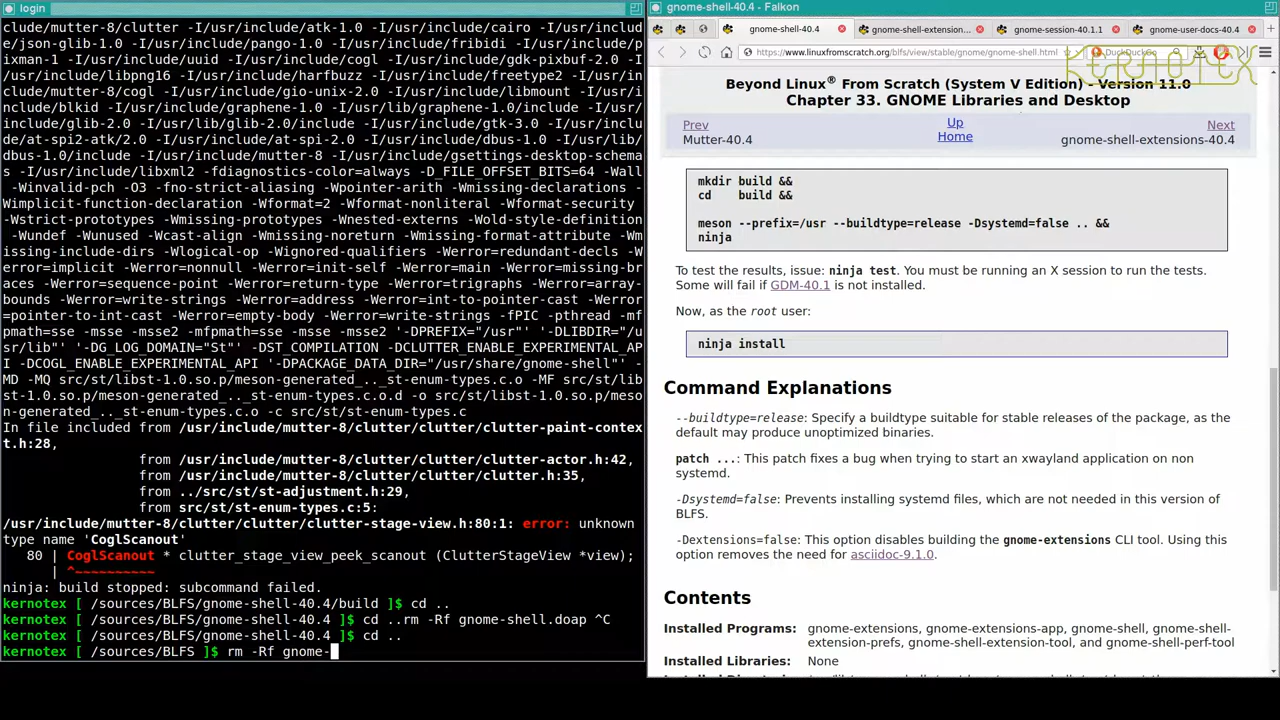 login
clude/mutter-8/clutter -I/usr/include/atk-1.0 -I/usr/include/cairo -I/usr/includ
e/json-glib-1.0 -I/usr/include/pango-1.0 -I/usr/include/fribidi -I/usr/include/p
ixman-1 -I/usr/include/uuid -I/usr/include/cogl -I/usr/include/gdk-pixbuf-2.0 -I
/usr/include/libpng16 -I/usr/include/harfbuzz -I/usr/include/freetype2 -I/usr/in
clude/mutter-8/cogl -I/usr/include/gio-unix-2.0 -I/usr/include/libmount -I/usr/i
nclude/blkid -I/usr/include/graphene-1.0 -I/usr/lib/graphene-1.0/include -I/usr/
include/glib-2.0 -I/usr/lib/glib-2.0/include -I/usr/include/gtk-3.0 -I/usr/inclu
de/at-spi2-atk/2.0 -I/usr/include/at-spi-2.0 -I/usr/include/dbus-1.0 -I/usr/lib/
dbus-1.0/include -I/usr/include/mutter-8 -I/usr/include/gsettings-desktop-schema
s -I/usr/include/libxml2 -fdiagnostics-color=always -D_FILE_OFFSET_BITS=64 -Wall
 -Winvalid-pch -O3 -fno-strict-aliasing -Wpointer-arith -Wmissing-declarations -
Wimplicit-function-declaration -Wformat=2 -Wformat-nonliteral -Wformat-security
-Wstrict-prototypes -Wmissing-prototypes -Wnested-externs -Wold-style-definition
 -Wundef -Wunused -Wcast-align -Wmissing-noreturn -Wmissing-format-attribute -Wm
issing-include-dirs -Wlogical-op -Wignored-qualifiers -Werror=redundant-decls -W
error=implicit -Werror=nonnull -Werror=init-self -Werror=main -Werror=missing-br
aces -Werror=sequence-point -Werror=return-type -Werror=trigraphs -Werror=array-
bounds -Werror=write-strings -Werror=address -Werror=int-to-pointer-cast -Werror
=pointer-to-int-cast -Werror=empty-body -Werror=write-strings -fPIC -pthread -mf
pmath=sse -msse -msse2 -mfpmath=sse -msse -msse2 '-DPREFIX="/usr"' '-DLIBDIR="/u
sr/lib"' '-DG_LOG_DOMAIN="St"' -DST_COMPILATION -DCLUTTER_ENABLE_EXPERIMENTAL_AP
I -DCOGL_ENABLE_EXPERIMENTAL_API '-DPACKAGE_DATA_DIR="/usr/share/gnome-shell"' -
MD -MQ src/st/libst-1.0.so.p/meson-generated_.._st-enum-types.c.o -MF src/st/lib
st-1.0.so.p/meson-generated_.._st-enum-types.c.o.d -o src/st/libst-1.0.so.p/meso
n-generated_.._st-enum-types.c.o -c src/st/st-enum-types.c
In file included from /usr/include/mutter-8/clutter/clutter/clutter-paint-contex
t.h:28,
from /usr/include/mutter-8/clutter/clutter/clutter-actor.h:42,
from /usr/include/mutter-8/clutter/clutter/clutter.h:35,
from ../src/st/st-adjustment.h:29,
from src/st/st-enum-types.c:5:
/usr/include/mutter-8/clutter/clutter/clutter-stage-view.h:80:1: error: unknown
type name 'CoglScanout'
80 | CoglScanout * clutter_stage_view_peek_scanout (ClutterStageView *view);
| ^~~~~~~~~~~
ninja: build stopped: subcommand failed.
kernotex [ /sources/BLFS/gnome-shell-40.4/build ]$ cd ..
kernotex [ /sources/BLFS/gnome-shell-40.4 ]$ cd ..rm -Rf gnome-shell.doap ^C
kernotex [ /sources/BLFS/gnome-shell-40.4 ]$ cd ..
kernotex [ /sources/BLFS ]$ rm -Rf gnome-
gnome-shell-40.4 - Falkon
gnome-shell-40.4
gnome-shell-extension...
gnome-session-40.1.1
gnome-user-docs-40.4
https://www.linuxfromscratch.org/blfs/view/stable/gnome/gnome-shell.html
DuckDuckGo
KERNOTEX
Beyond Linux® From Scratch (System V Edition) - Version 11.0
Chapter 33. GNOME Libraries and Desktop
Prev Up Next
Mutter-40.4 Home gnome-shell-extensions-40.4
mkdir build &&
cd    build &&
meson --prefix=/usr --buildtype=release -Dsystemd=false .. &&
ninja
To test the results, issue: ninja test. You must be running an X session to run the tests.
Some will fail if GDM-40.1 is not installed.
Now, as the root user:
ninja install
Command Explanations
--buildtype=release: Specify a buildtype suitable for stable releases of the package, as the
default may produce unoptimized binaries.
patch ...: This patch fixes a bug when trying to start an xwayland application on non
systemd.
-Dsystemd=false: Prevents installing systemd files, which are not needed in this version of
BLFS.
-Dextensions=false: This option disables building the gnome-extensions CLI tool. Using this
option removes the need for asciidoc-9.1.0.
Contents
Installed Programs: gnome-extensions, gnome-extensions-app, gnome-shell, gnome-shell-
extension-prefs, gnome-shell-extension-tool, and gnome-shell-perf-tool
Installed Libraries: None